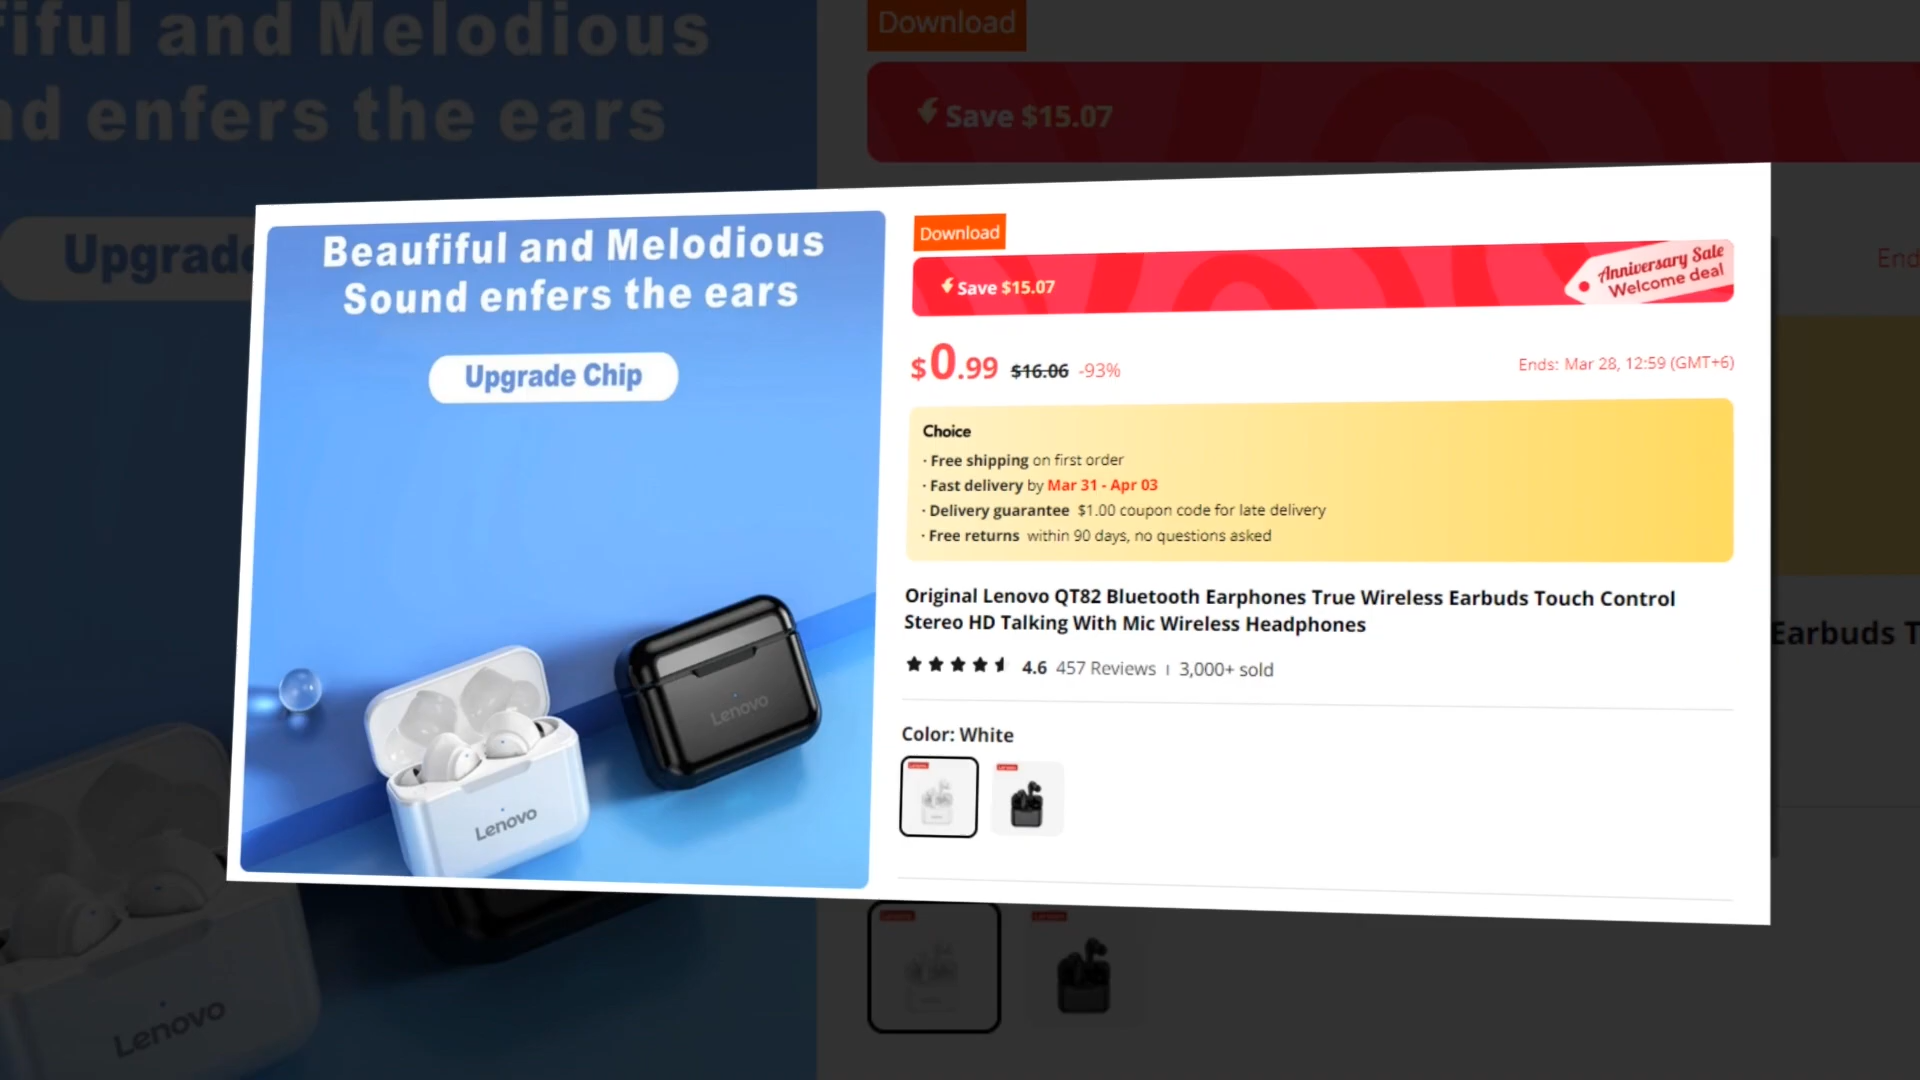 fiful and Melodious
nd enfers the ears
Upgrade
Download
Save $15.07
End
Earbuds T
Lenovo
Beaufiful and Melodious
Sound enfers the ears
Upgrade Chip
Lenovo
Lenovo
Download
Save $15.07
Anniversary Sale
Welcome deal
$0.99 $16.06 -93%
Ends: Mar 28, 12:59 (GMT+6)
Choice
· Free shipping on first order
· Fast delivery by Mar 31 - Apr 03
· Delivery guarantee $1.00 coupon code for late delivery
· Free returns within 90 days, no questions asked
Original Lenovo QT82 Bluetooth Earphones True Wireless Earbuds Touch Control
Stereo HD Talking With Mic Wireless Headphones
4.6 457 Reviews | 3,000+ sold
Color: White